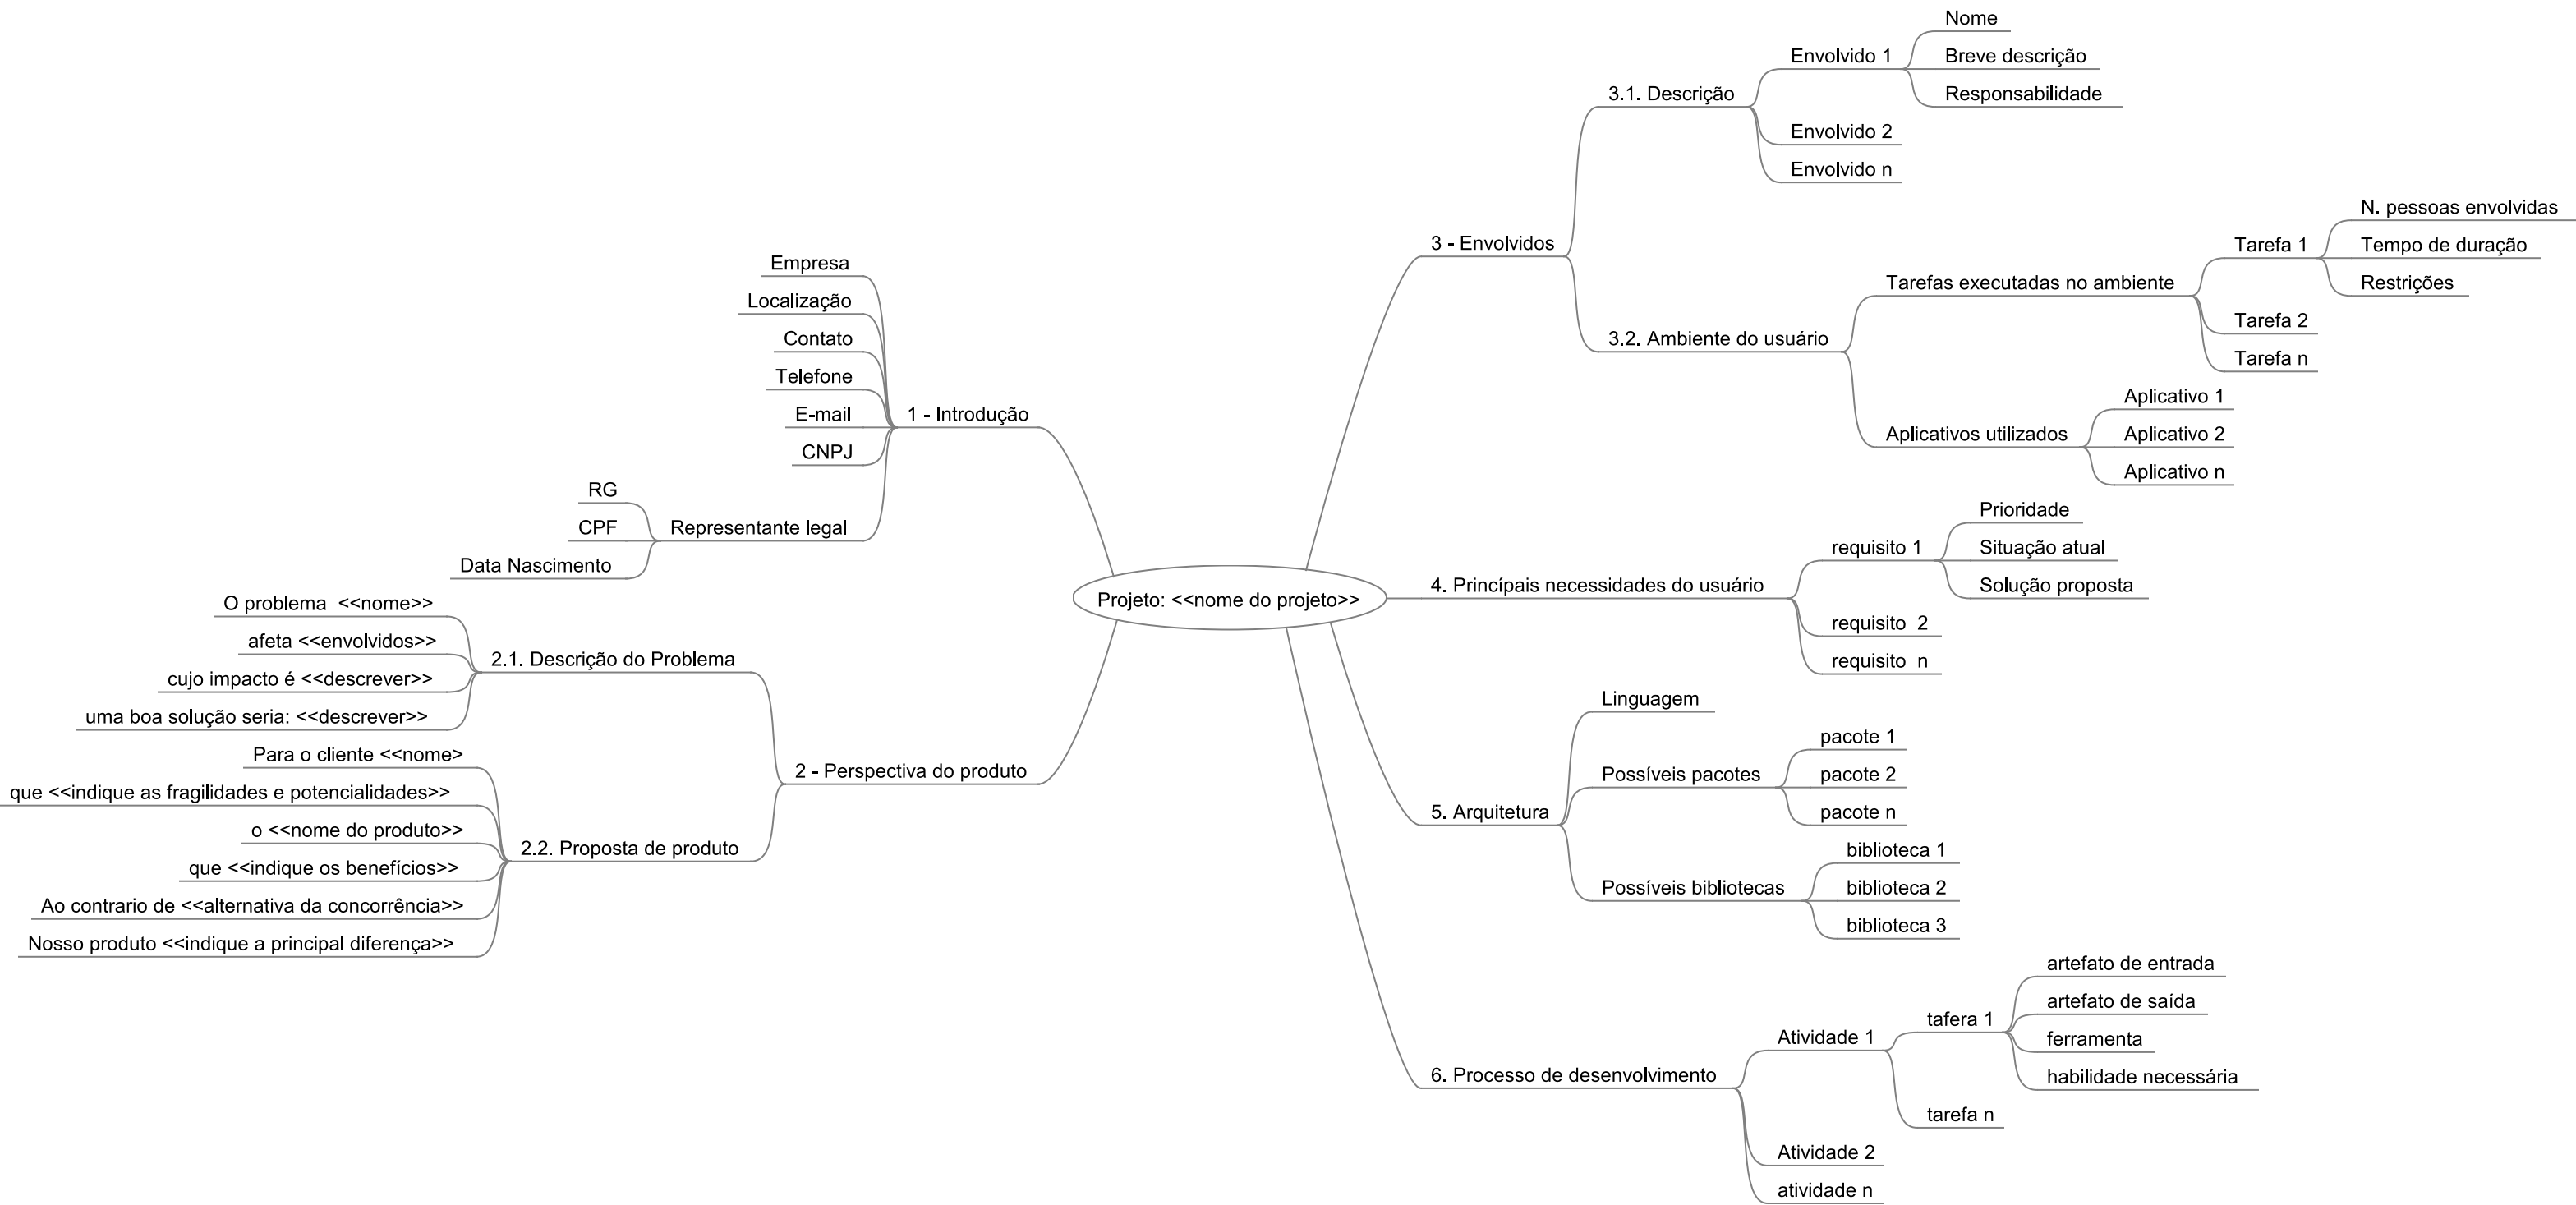 Projeto: <<nome do projeto>>
1 - Introdução
Empresa
Localização
Contato
Telefone
E-mail
CNPJ
Representante legal
RG
CPF
Data Nascimento
2 - Perspectiva do produto
2.1. Descrição do Problema
O problema  <<nome>>
afeta <<envolvidos>>
cujo impacto é <<descrever>>
uma boa solução seria: <<descrever>>
2.2. Proposta de produto
Para o cliente <<nome>
que <<indique as fragilidades e potencialidades>>
o <<nome do produto>>
que <<indique os benefícios>>
Ao contrario de <<alternativa da concorrência>>
Nosso produto <<indique a principal diferença>>
3 - Envolvidos
3.1. Descrição
Envolvido 1
Nome
Breve descrição
Responsabilidade
Envolvido 2
Envolvido n
3.2. Ambiente do usuário
Tarefas executadas no ambiente
Tarefa 1
N. pessoas envolvidas
Tempo de duração
Restrições
Tarefa 2
Tarefa n
Aplicativos utilizados
Aplicativo 1
Aplicativo 2
Aplicativo n
4. Princípais necessidades do usuário
requisito 1
Prioridade
Situação atual
Solução proposta
requisito  2
requisito  n
5. Arquitetura
Linguagem
Possíveis pacotes
pacote 1
pacote 2
pacote n
Possíveis bibliotecas
biblioteca 1
biblioteca 2
biblioteca 3
6. Processo de desenvolvimento
Atividade 1
tafera 1
artefato de entrada
artefato de saída
ferramenta
habilidade necessária
tarefa n
Atividade 2
atividade n